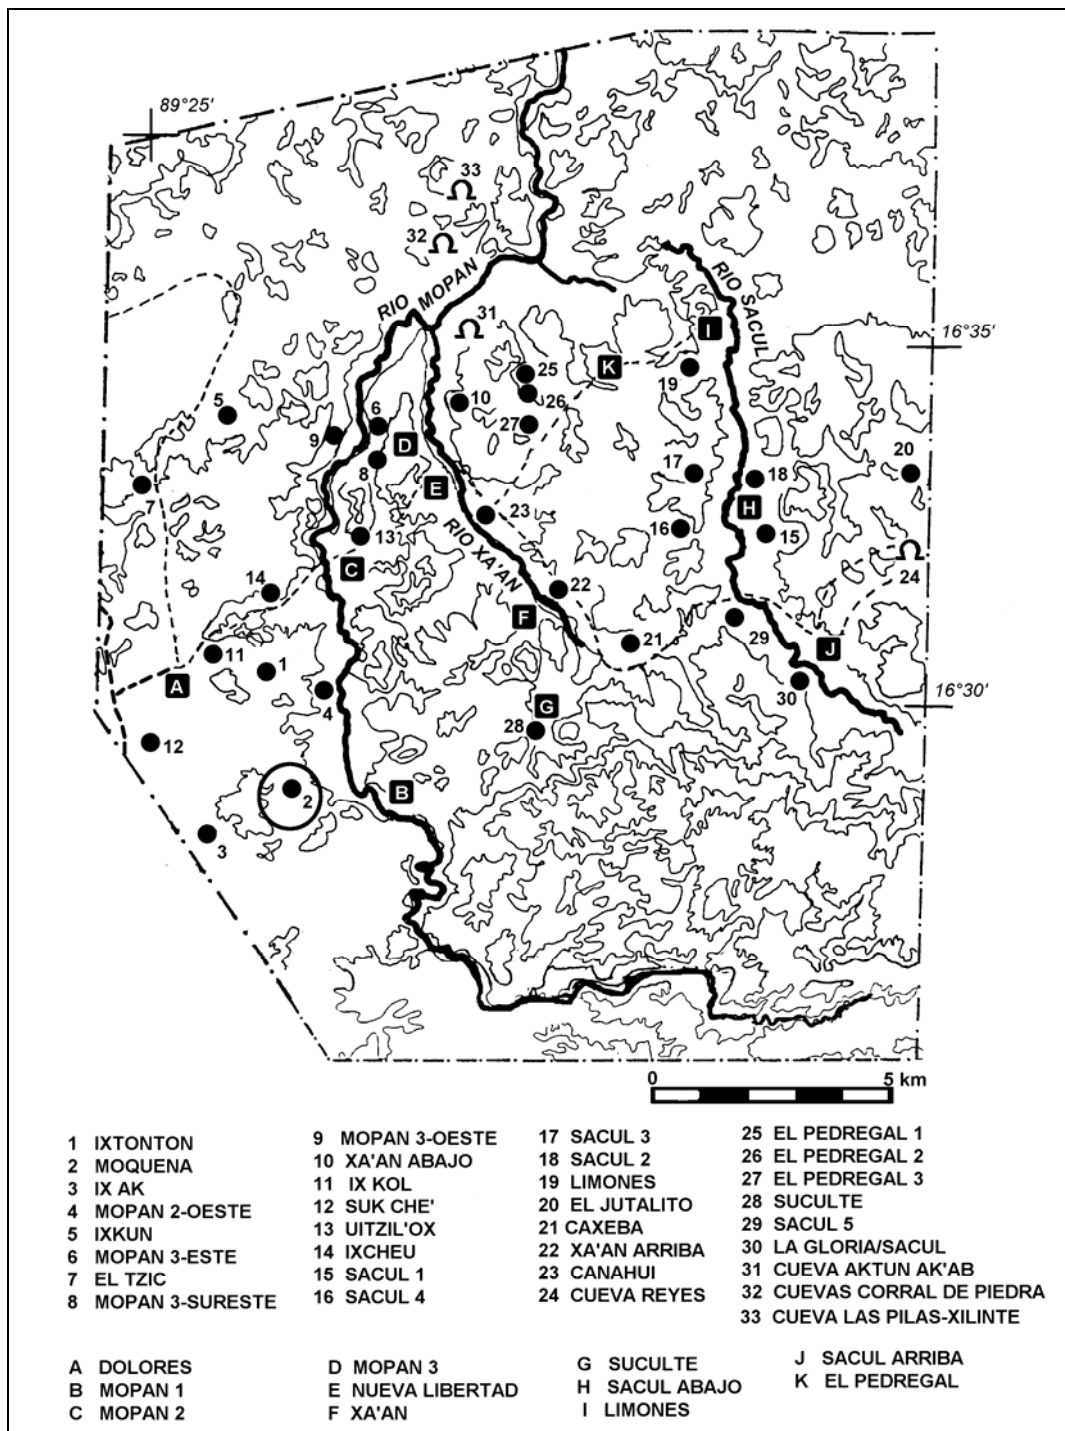 89°25'
33
32
RIO MOPAN
31
RIO SACUL
I
16°35'
25
K
19
10
26
5
6
27
9
D
8
17
20
18
7
E
H
23
16
15
13
RIO XA'AN
C
24
14
22
F
29
21
11
1
J
A
4
30
16°30'
G
28
12
B
2
3
0 5 km
1 IXTONTON
2 MOQUENA
3 IX AK
4 MOPAN 2-OESTE
5 IXKUN
6 MOPAN 3-ESTE
7 EL TZIC
8 MOPAN 3-SURESTE
9 MOPAN 3-OESTE
10 XA'AN ABAJO
11 IX KOL
12 SUK CHE'
13 UITZIL'OX
14 IXCHEU
15 SACUL 1
16 SACUL 4
17 SACUL 3
18 SACUL 2
19 LIMONES
20 EL JUTALITO
21 CAXEBA
22 XA'AN ARRIBA
23 CANAHUI
24 CUEVA REYES
25 EL PEDREGAL 1
26 EL PEDREGAL 2
27 EL PEDREGAL 3
28 SUCULTE
29 SACUL 5
30 LA GLORIA/SACUL
31 CUEVA AKTUN AK'AB
32 CUEVAS CORRAL DE PIEDRA
33 CUEVA LAS PILAS-XILINTE
A DOLORES
B MOPAN 1
C MOPAN 2
D MOPAN 3
E NUEVA LIBERTAD
F XA'AN
G SUCULTE
H SACUL ABAJO
I LIMONES
J SACUL ARRIBA
K EL PEDREGAL